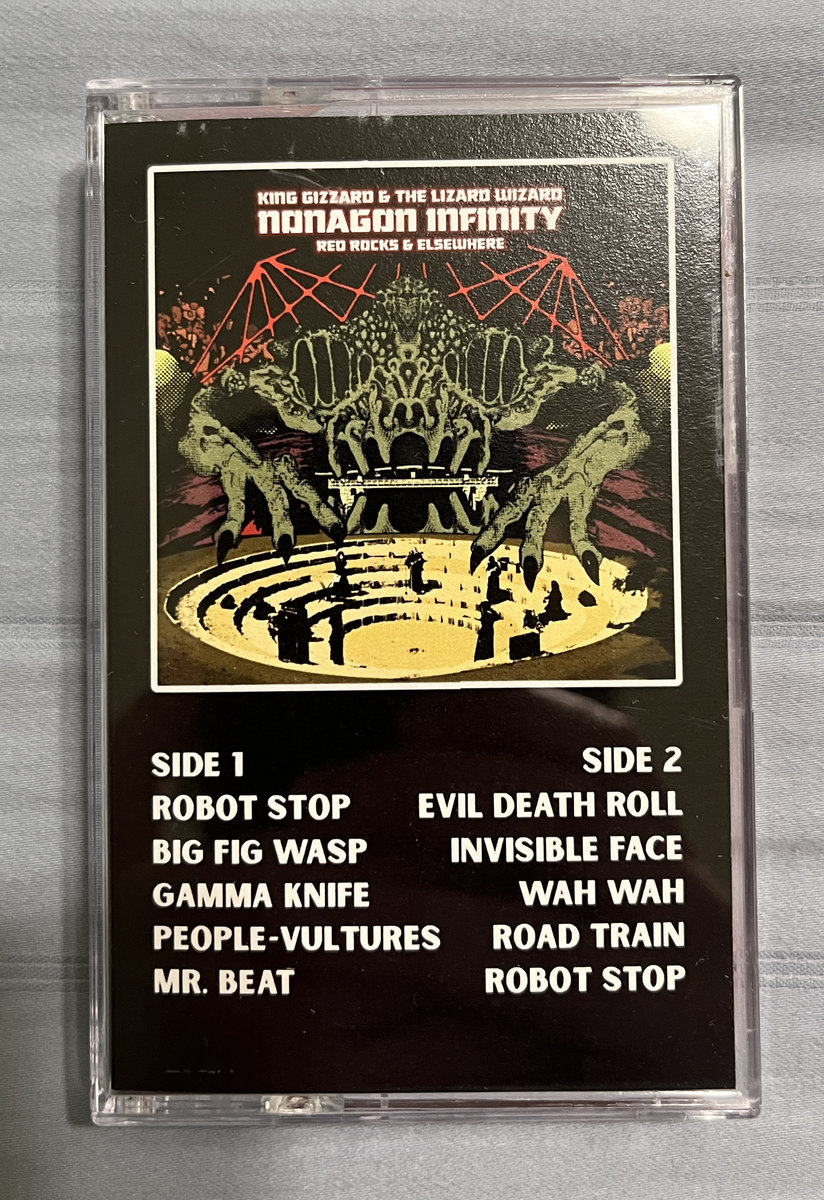 KING GIZZARD & THE LIZARD WIZARD
NONAGON INFINITY
RED ROCKS & ELSEWHERE
SIDE 1
ROBOT STOP
BIG FIG WASP
GAMMA KNIFE
PEOPLE-VULTURES
MR. BEAT
SIDE 2
EVIL DEATH ROLL
INVISIBLE FACE
WAH WAH
ROAD TRAIN
ROBOT STOP